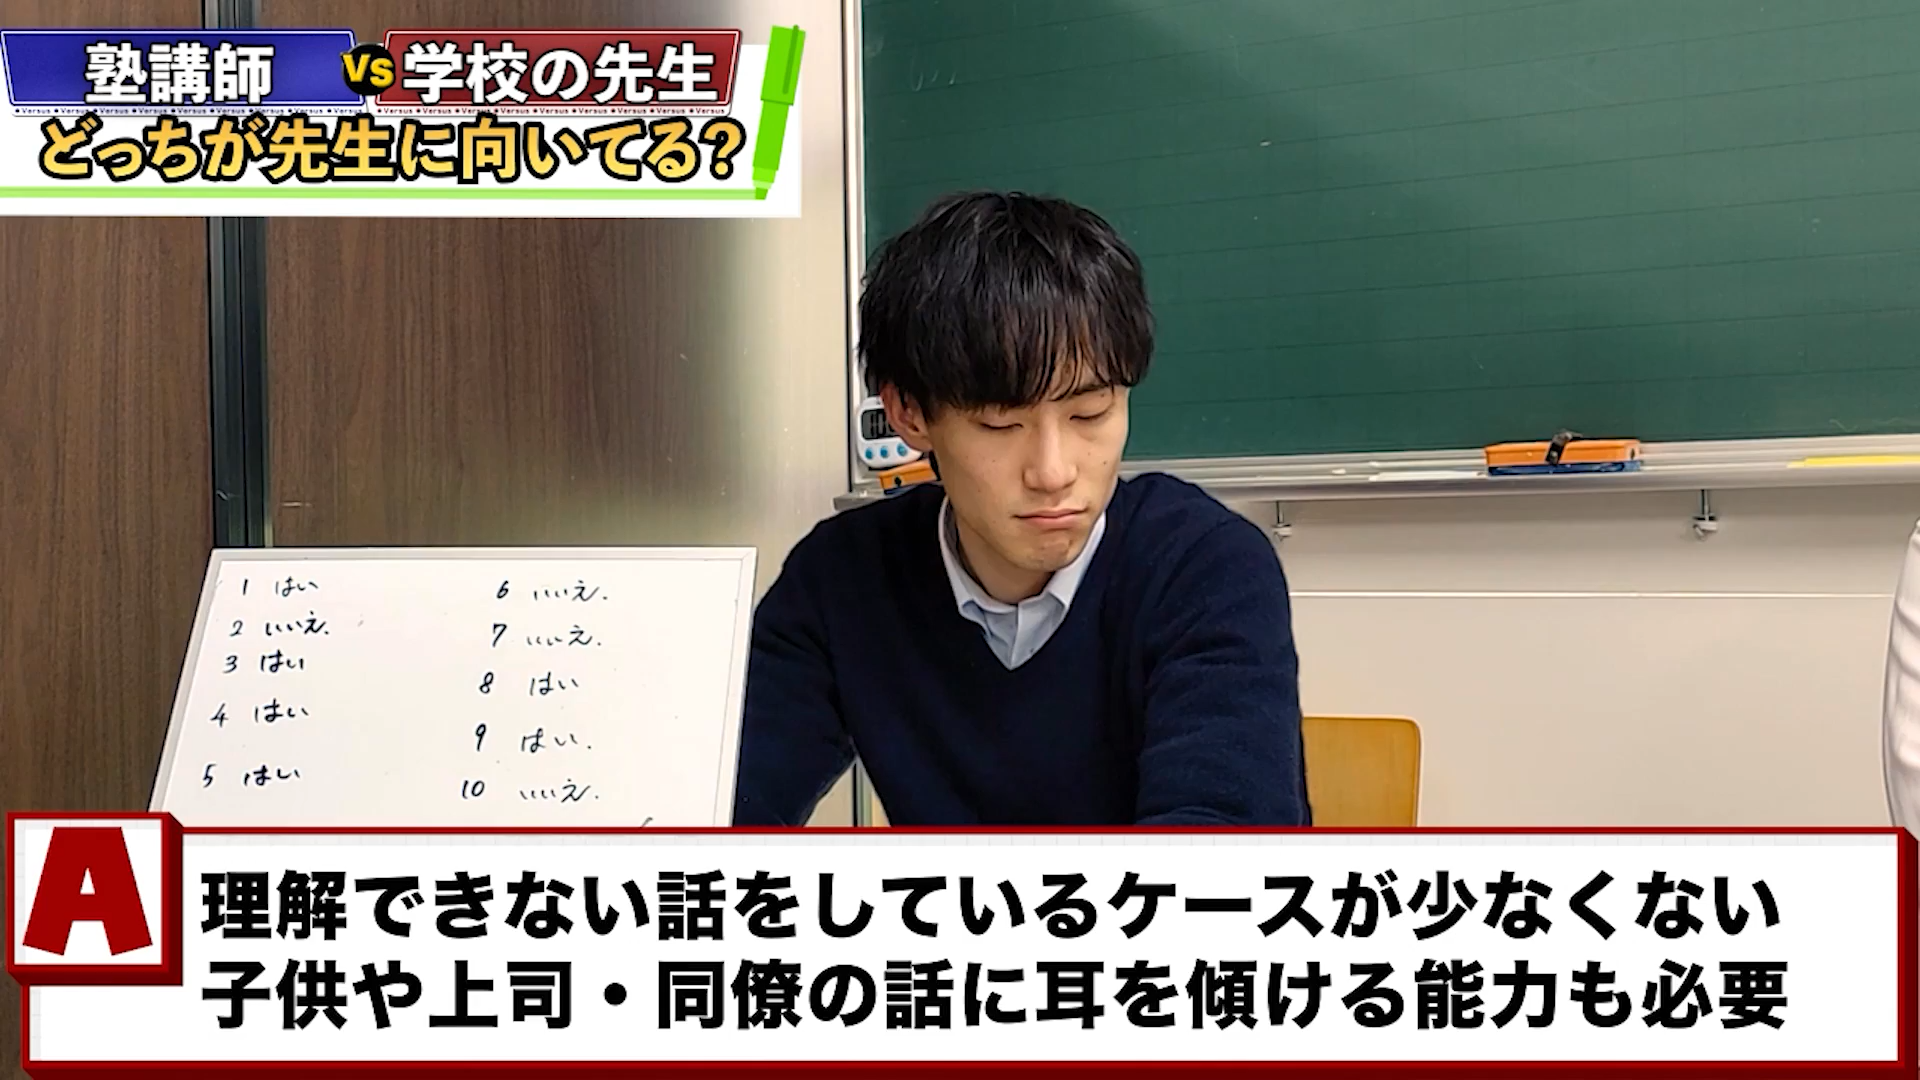 塾講師 VS 学校の先生
どっちが先生に向いてる?
1 はい
2 いいえ.
3 はい
4 はい
5 はい
6 いいえ.
7 いいえ.
8 はい
9 はい.
10 いいえ.
A
理解できない話をしているケースが少なくない
子供や上司・同僚の話に耳を傾ける能力も必要